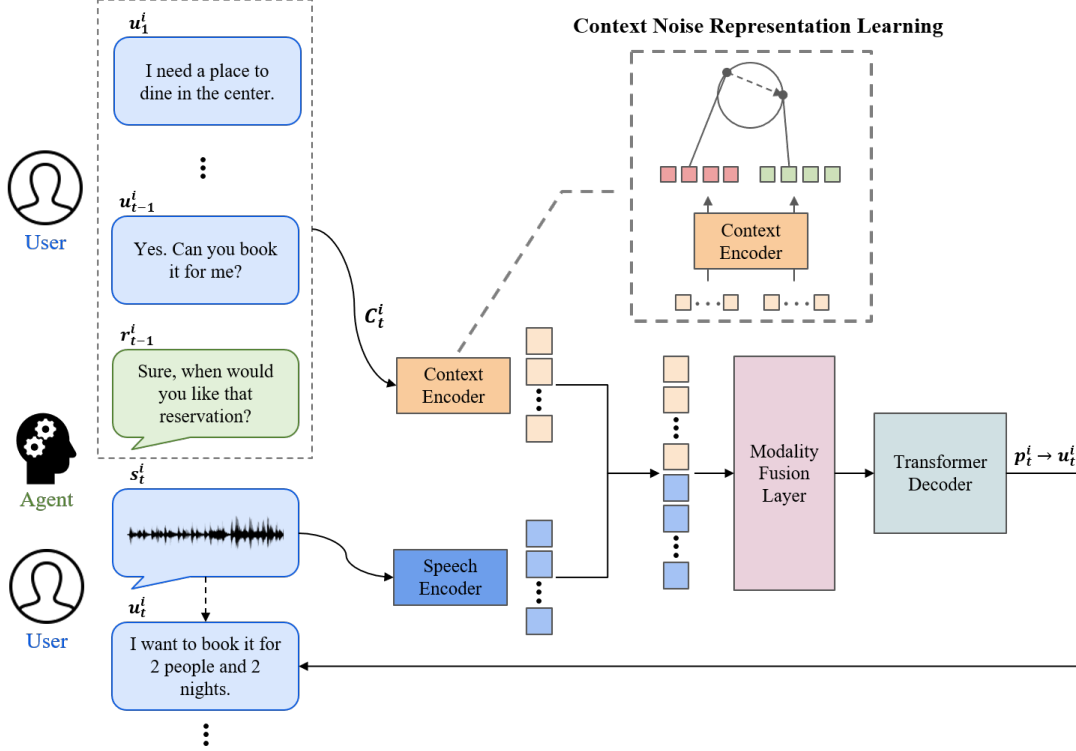 Context Noise Representation Learning
u_1^i
I need a place to
dine in the center.
User
u_{t-1}^i
Yes. Can you book
it for me?
r_{t-1}^i
Sure, when would
you like that
reservation?
Agent
s_t^i
User
u_t^i
I want to book it for
2 people and 2
nights.
C_t^i
Context
Encoder
Speech
Encoder
Context
Encoder
Modality
Fusion
Layer
Transformer
Decoder
p_t^i → u_t^i